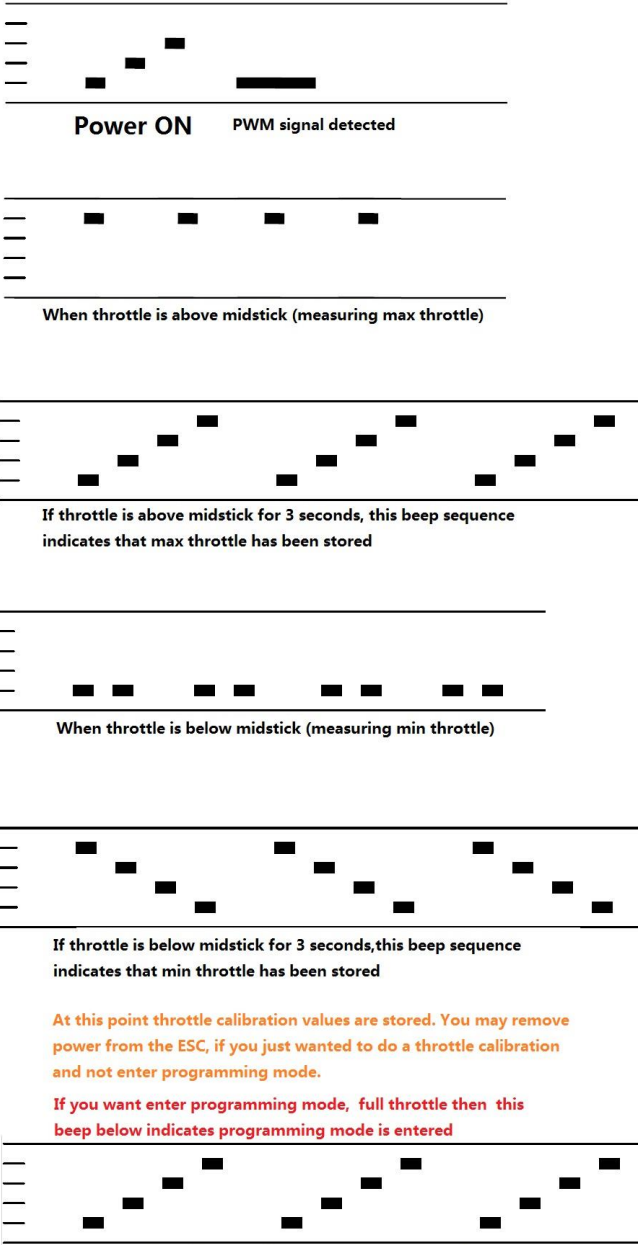 Power ON
PWM signal detected
When throttle is above midstick (measuring max throttle)
If throttle is above midstick for 3 seconds, this beep sequence
indicates that max throttle has been stored
When throttle is below midstick (measuring min throttle)
If throttle is below midstick for 3 seconds,this beep sequence
indicates that min throttle has been stored
At this point throttle calibration values are stored. You may remove
power from the ESC, if you just wanted to do a throttle calibration
and not enter programming mode.
If you want enter programming mode, full throttle then this
beep below indicates programming mode is entered